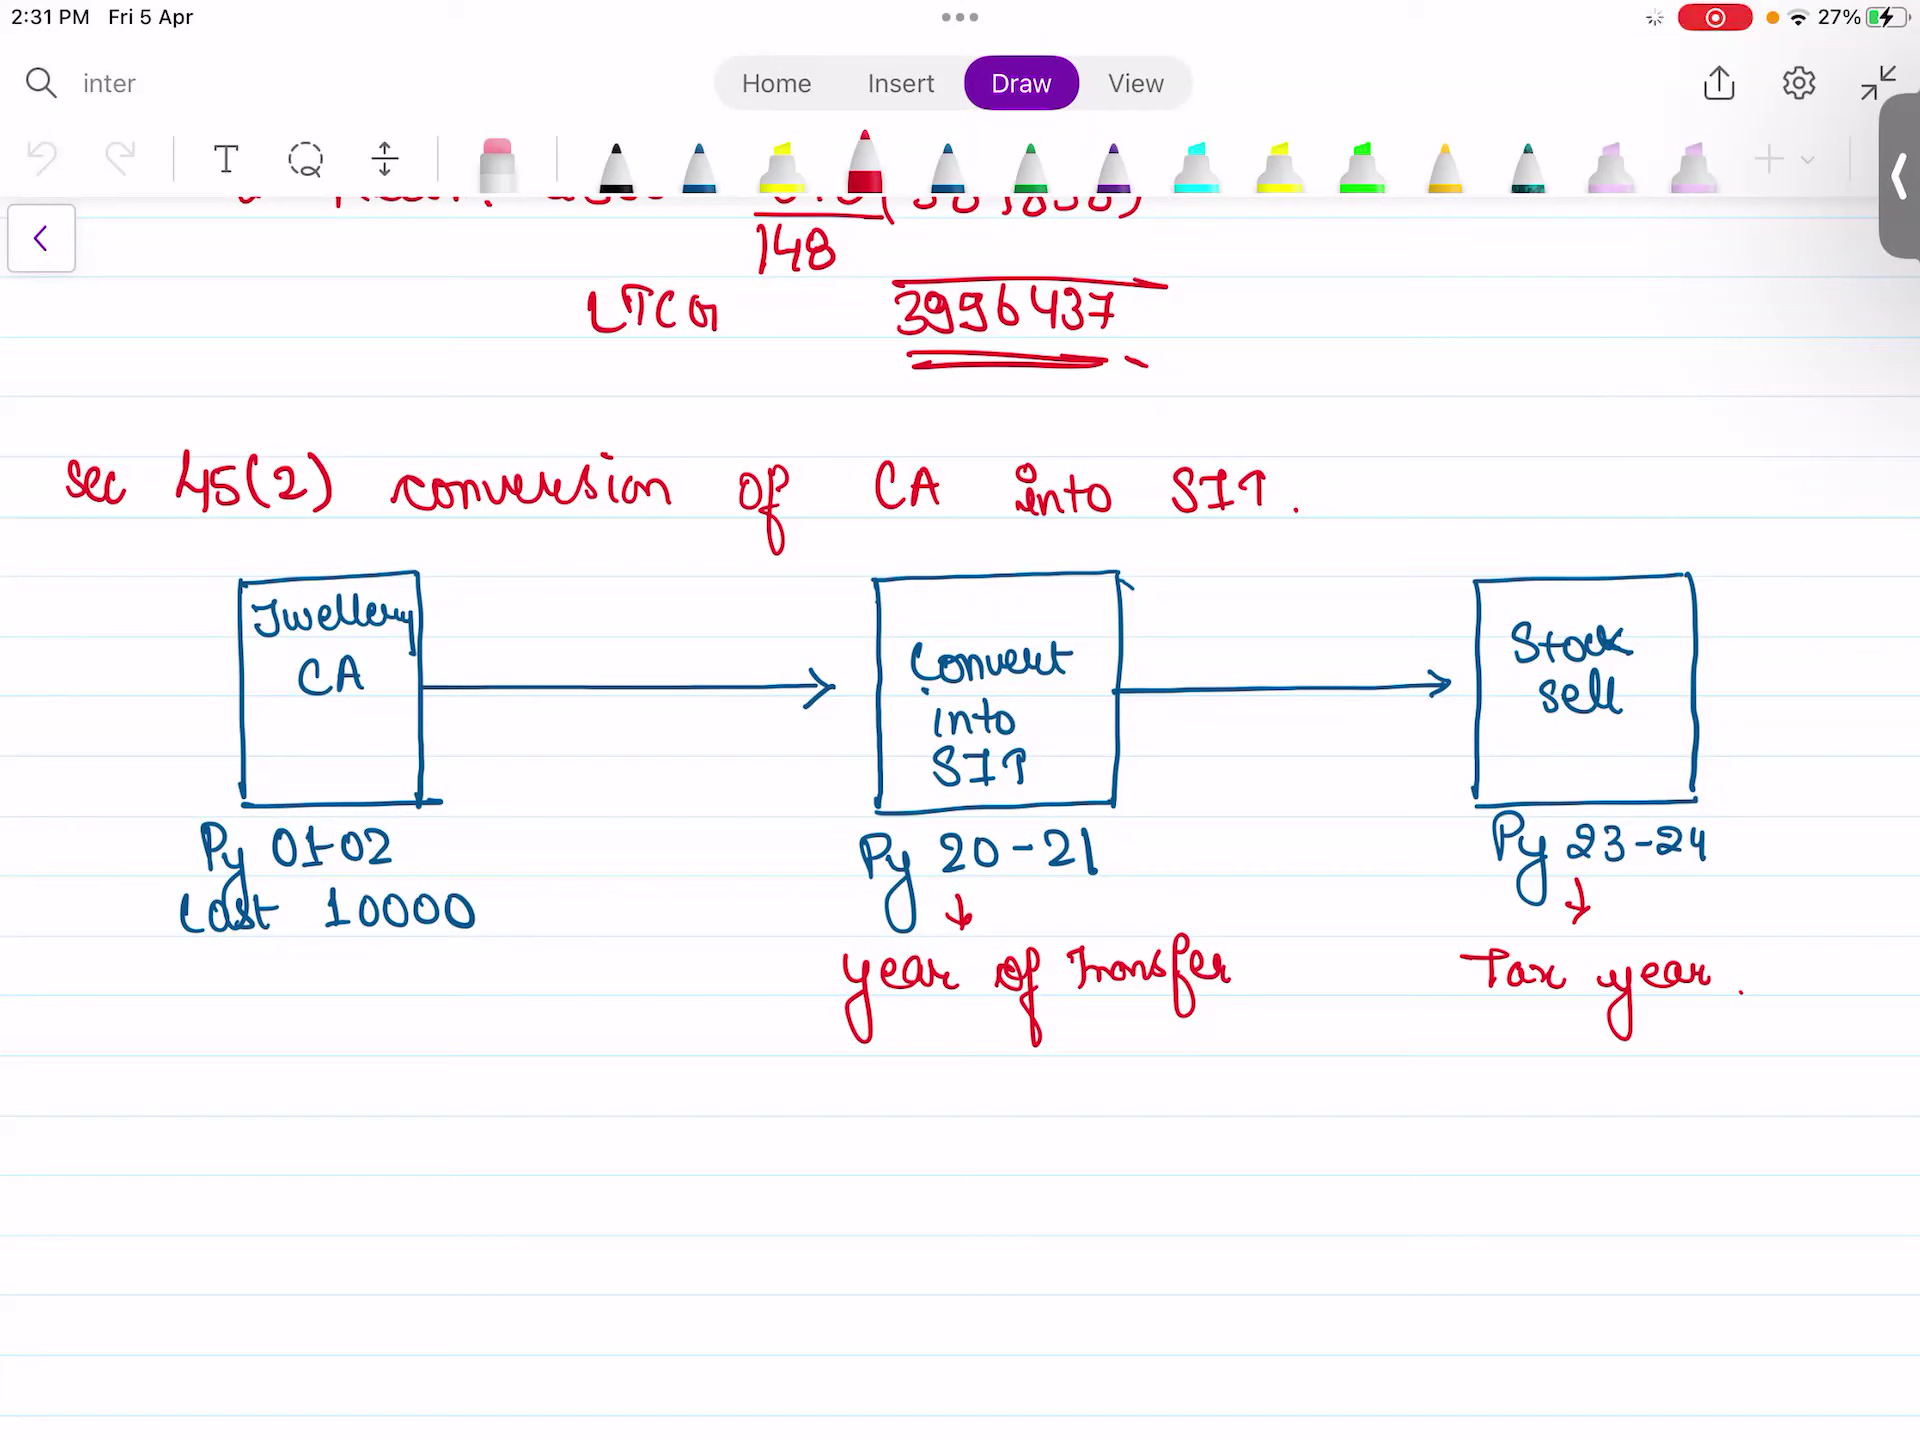 2:31 PM Fri 5 Apr
27%
inter
Home Insert Draw View
T
148
LTCG 3996437
Sec 45(2) conversion of CA into SIT.
Jwellery
CA
Convert
into
SIT
Stock
sell
Py 01-02
Cost 10000
Py 20-21
Py 23-24
year of Transfer
Tax year.